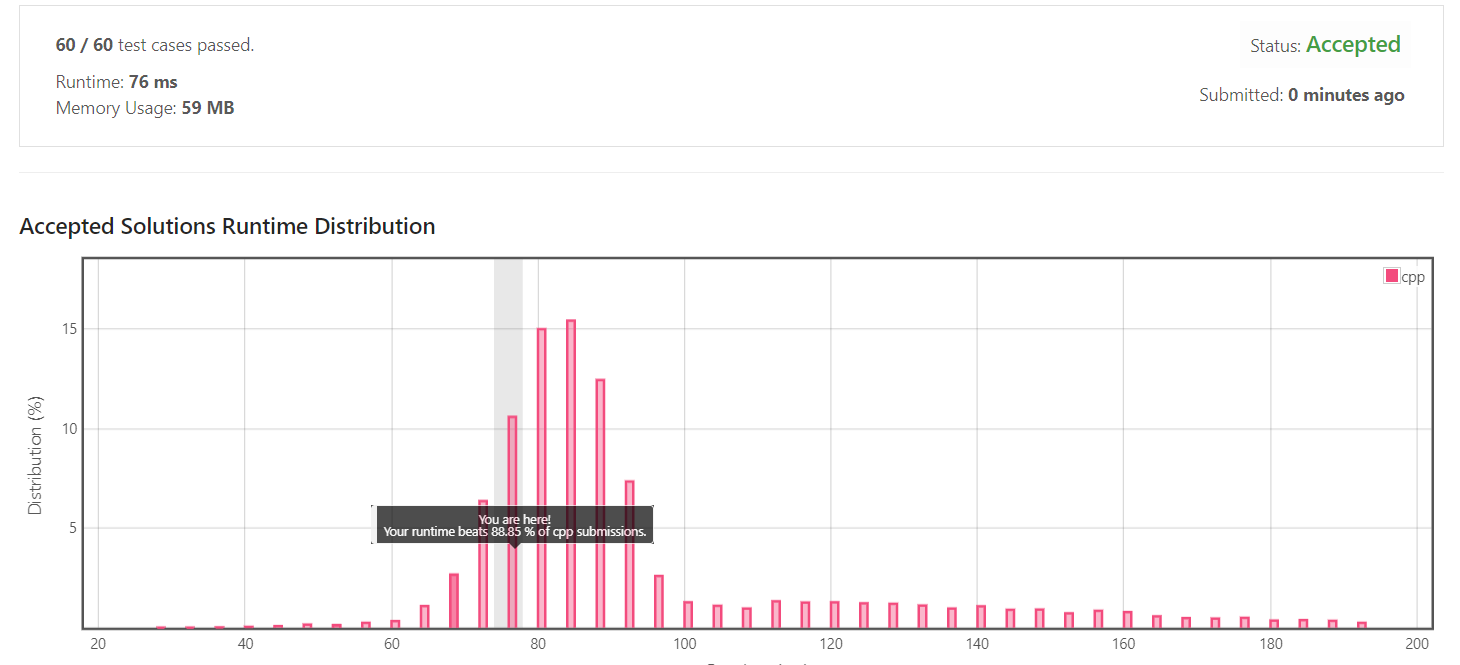 60 / 60 test cases passed.
Status: Accepted
Runtime: 76 ms
Submitted: 0 minutes ago
Memory Usage: 59 MB
Accepted Solutions Runtime Distribution
cpp
Distribution (%)
15
10
5
You are here!
Your runtime beats 88.85 % of cpp submissions.
20 40 60 80 100 120 140 160 180 200